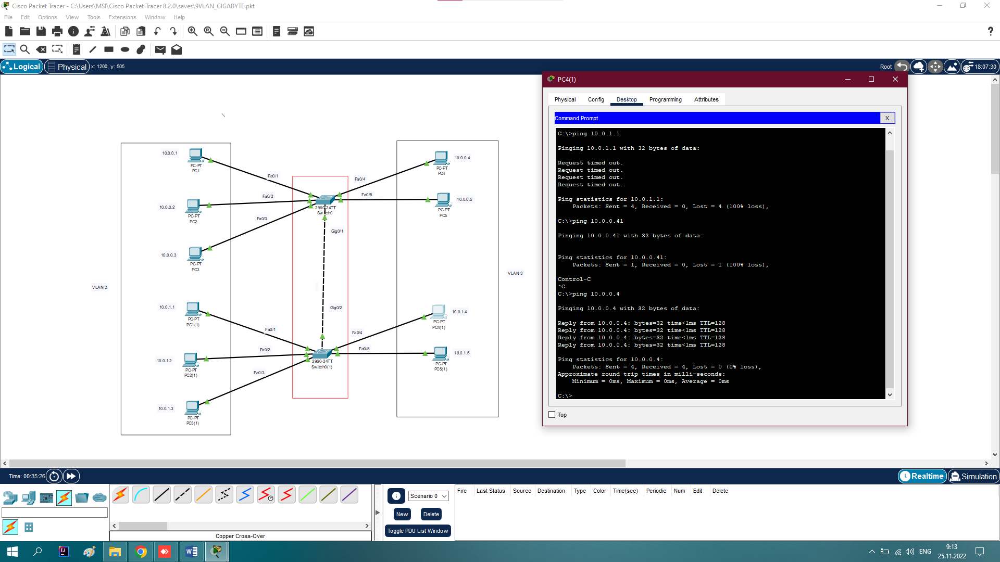 Cisco Packet Tracer - C:\Users\MSI\Cisco Packet Tracer 8.2.0\saves\9VLAN_GIGABYTE.pkt
File Edit Options View Tools Extensions Window Help
Logical Physical x: 1200, y: 505
Root 18:07:30
10.0.0.1
PC-PT
PC1
Fa0/1
10.0.0.2
PC-PT
PC2
Fa0/2
10.0.0.3
PC-PT
PC3
Fa0/3
2960-24TT
Switch0
Gig0/1
Fa0/4
Fa0/5
PC-PT
PC4
10.0.0.4
PC-PT
PC5
10.0.0.5
VLAN 2
VLAN 3
10.0.1.1
PC-PT
PC1(1)
Fa0/1
10.0.1.2
PC-PT
PC2(1)
Fa0/2
10.0.1.3
PC-PT
PC3(1)
Fa0/3
Gig0/2
2960-24TT
Switch0(1)
Fa0/4
Fa0/5
PC-PT
PC4(1)
10.0.1.4
PC-PT
PC5(1)
10.0.1.5
PC4(1)
Physical Config Desktop Programming Attributes
Command Prompt X
C:\>ping 10.0.1.1
Pinging 10.0.1.1 with 32 bytes of data:
Request timed out.
Request timed out.
Request timed out.
Request timed out.
Ping statistics for 10.0.1.1:
Packets: Sent = 4, Received = 0, Lost = 4 (100% loss),
C:\>ping 10.0.0.41
Pinging 10.0.0.41 with 32 bytes of data:
Ping statistics for 10.0.0.41:
Packets: Sent = 1, Received = 0, Lost = 1 (100% loss),
Control-C
^C
C:\>ping 10.0.0.4
Pinging 10.0.0.4 with 32 bytes of data:
Reply from 10.0.0.4: bytes=32 time<1ms TTL=128
Reply from 10.0.0.4: bytes=32 time<1ms TTL=128
Reply from 10.0.0.4: bytes=32 time<1ms TTL=128
Reply from 10.0.0.4: bytes=32 time<1ms TTL=128
Ping statistics for 10.0.0.4:
Packets: Sent = 4, Received = 4, Lost = 0 (0% loss),
Approximate round trip times in milli-seconds:
Minimum = 0ms, Maximum = 0ms, Average = 0ms
C:\>
Top
Time: 00:35:26
Realtime Simulation
Copper Cross-Over
Scenario 0
New Delete
Toggle PDU List Window
Fire Last Status Source Destination Type Color Time(sec) Periodic Num Edit Delete
ENG
9:13
25.11.2022